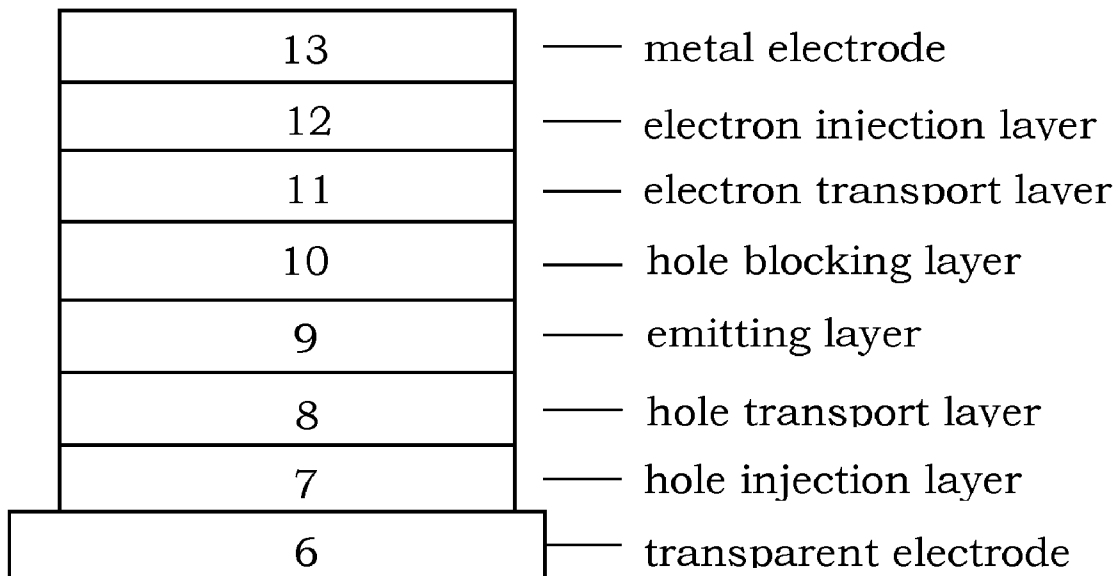 13 metal electrode
12 electron injection layer
11 electron transport layer
10 hole blocking layer
9 emitting layer
8 hole transport layer
7 hole injection layer
6 transparent electrode